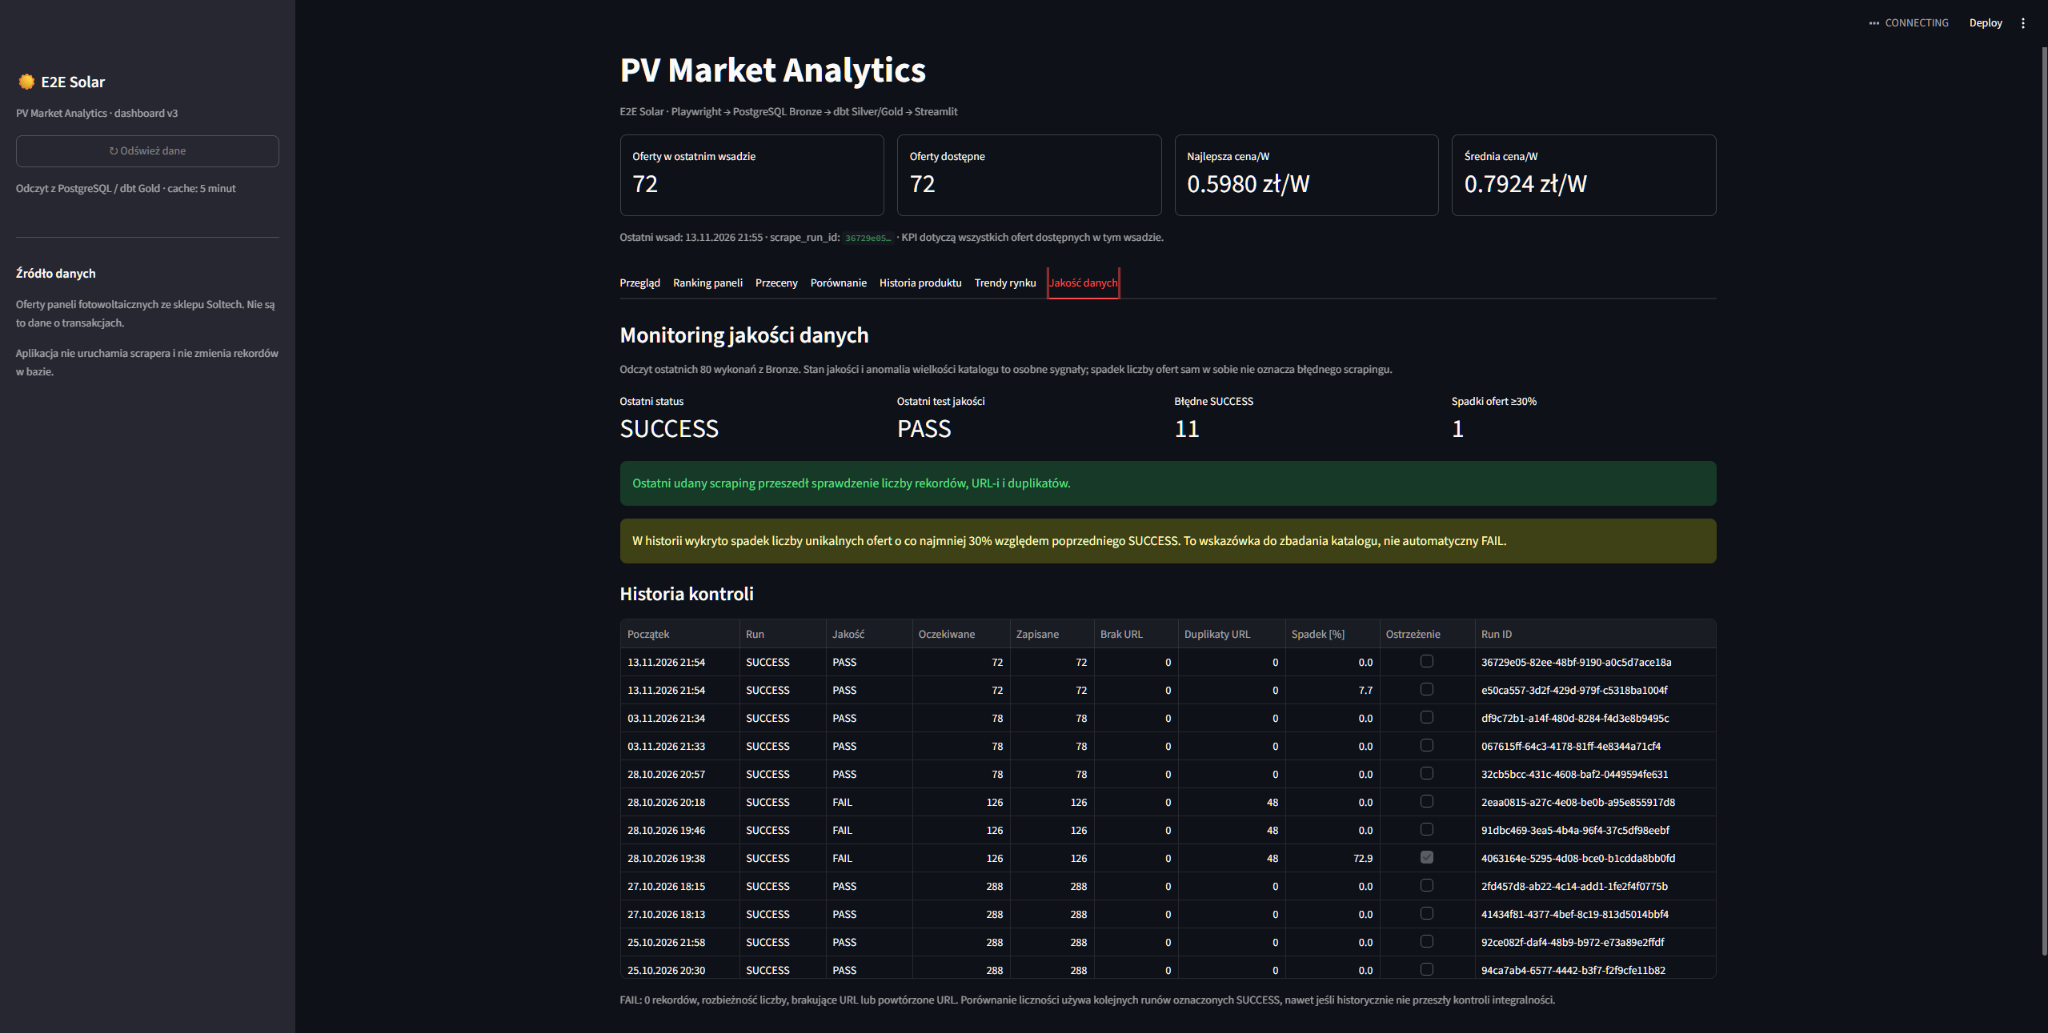 CONNECTING Deploy
E2E Solar
PV Market Analytics · dashboard v3
↻ Odśwież dane
Odczyt z PostgreSQL / dbt Gold · cache: 5 minut
Źródło danych
Oferty paneli fotowoltaicznych ze sklepu Soltech. Nie są
to dane o transakcjach.
Aplikacja nie uruchamia scrapera i nie zmienia rekordów
w bazie.
PV Market Analytics
E2E Solar · Playwright → PostgreSQL Bronze → dbt Silver/Gold → Streamlit
Oferty w ostatnim wsadzie
72
Oferty dostępne
72
Najlepsza cena/W
0.5980 zł/W
Średnia cena/W
0.7924 zł/W
Ostatni wsad: 13.11.2026 21:55 · scrape_run_id: 36729e05… · KPI dotyczą wszystkich ofert dostępnych w tym wsadzie.
Przegląd Ranking paneli Przeceny Porównanie Historia produktu Trendy rynku Jakość danych
Monitoring jakości danych
Odczyt ostatnich 80 wykonań z Bronze. Stan jakości i anomalia wielkości katalogu to osobne sygnały; spadek liczby ofert sam w sobie nie oznacza błędnego scrapingu.
Ostatni status
SUCCESS
Ostatni test jakości
PASS
Błędne SUCCESS
11
Spadki ofert ≥30%
1
Ostatni udany scraping przeszedł sprawdzenie liczby rekordów, URL-i i duplikatów.
W historii wykryto spadek liczby unikalnych ofert o co najmniej 30% względem poprzedniego SUCCESS. To wskazówka do zbadania katalogu, nie automatyczny FAIL.
Historia kontroli
Początek Run Jakość Oczekiwane Zapisane Brak URL Duplikaty URL Spadek [%] Ostrzeżenie Run ID
13.11.2026 21:54 SUCCESS PASS 72 72 0 0 0.0 36729e05-82ee-48bf-9190-a0c5d7ace18a
13.11.2026 21:54 SUCCESS PASS 72 72 0 0 7.7 e50ca557-3d2f-429d-979f-c5318ba1004f
03.11.2026 21:34 SUCCESS PASS 78 78 0 0 0.0 df9c72b1-a14f-480d-8284-f4d3e8b9495c
03.11.2026 21:33 SUCCESS PASS 78 78 0 0 0.0 067615ff-64c3-4178-81ff-4e8344a71cf4
28.10.2026 20:57 SUCCESS PASS 78 78 0 0 0.0 32cb5bcc-431c-4608-baf2-0449594fe631
28.10.2026 20:18 SUCCESS FAIL 126 126 0 48 0.0 2eaa0815-a27c-4e08-be0b-a95e855917d8
28.10.2026 19:46 SUCCESS FAIL 126 126 0 48 0.0 91dbc469-3ea5-4b4a-96f4-37c5df98eebf
28.10.2026 19:38 SUCCESS FAIL 126 126 0 48 72.9 4063164e-5295-4d08-bce0-b1cdda8bb0fd
27.10.2026 18:15 SUCCESS PASS 288 288 0 0 0.0 2fd457d8-ab22-4c14-add1-1fe2f4f0775b
27.10.2026 18:13 SUCCESS PASS 288 288 0 0 0.0 41434f81-4377-4bef-8c19-813d5014bbf4
25.10.2026 21:58 SUCCESS PASS 288 288 0 0 0.0 92ce082f-daf4-48b9-b972-e73a89e2ffdf
25.10.2026 20:30 SUCCESS PASS 288 288 0 0 0.0 94ca7ab4-6577-4442-b3f7-f2f9cfe11b82
FAIL: 0 rekordów, rozbieżność liczby, brakujące URL lub powtórzone URL. Porównanie liczności używa kolejnych runów oznaczonych SUCCESS, nawet jeśli historycznie nie przeszły kontroli integralności.